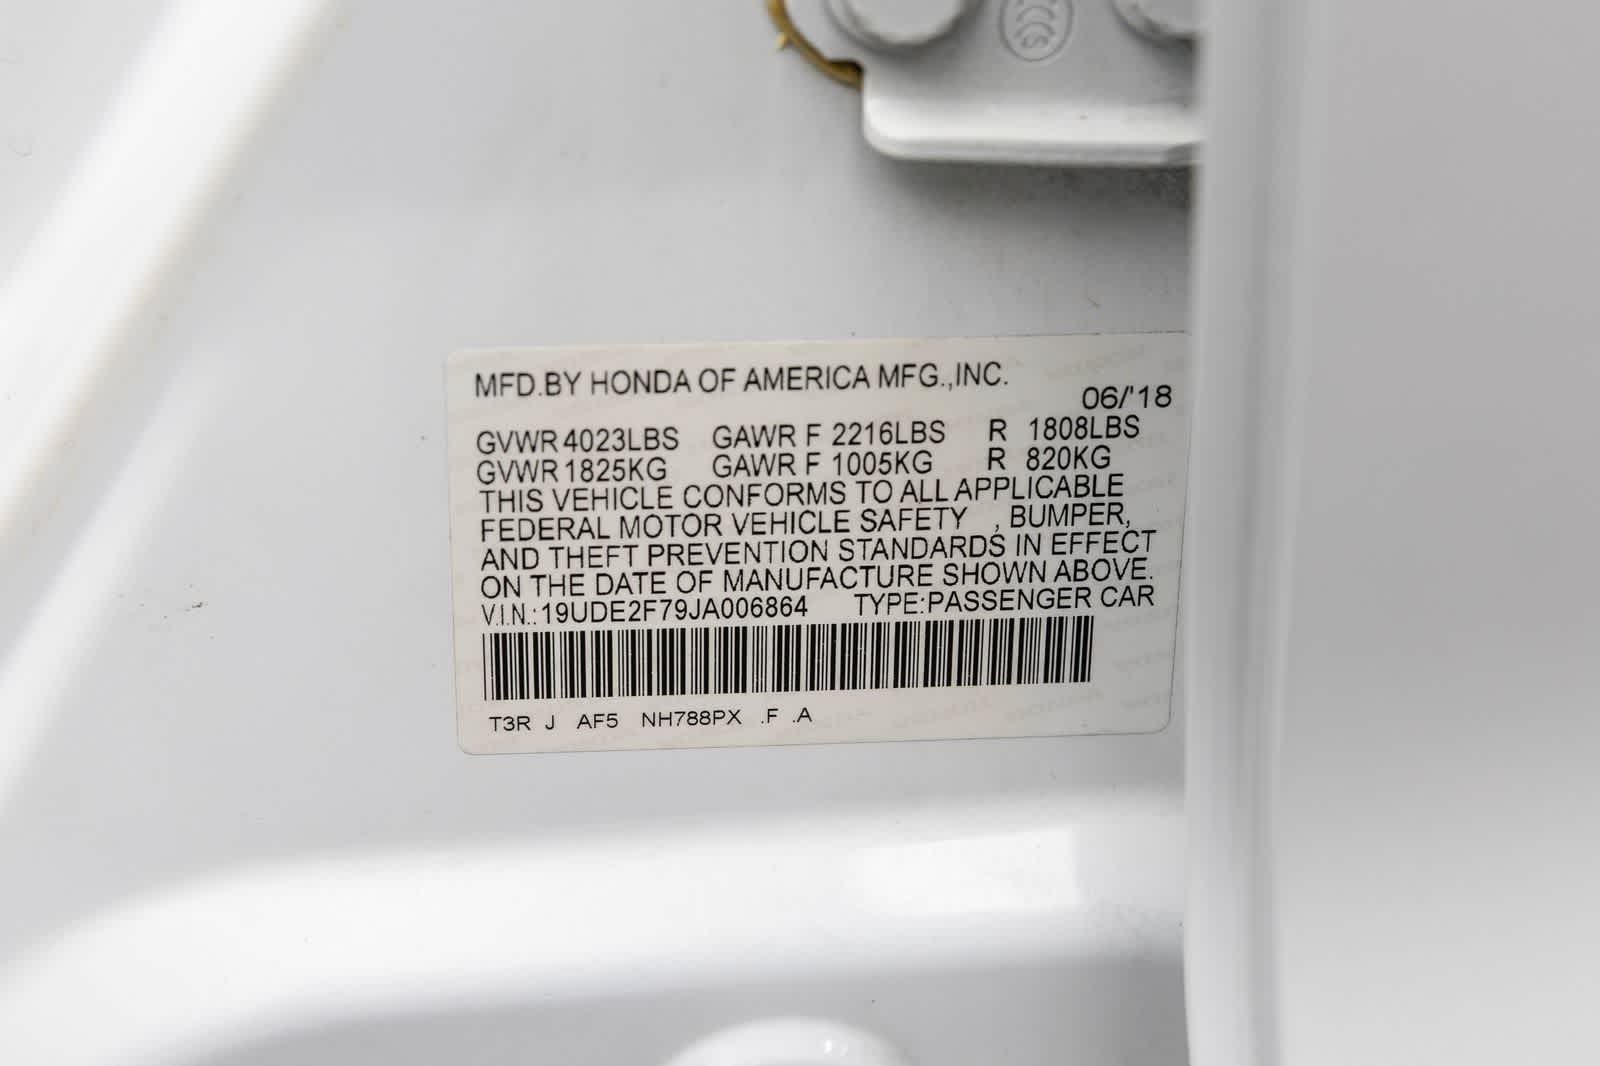 MFD.BY HONDA OF AMERICA MFG.,INC.
06/'18
GVWR 4023LBS GAWR F 2216LBS R 1808LBS
GVWR 1825KG GAWR F 1005KG R 820KG
THIS VEHICLE CONFORMS TO ALL APPLICABLE
FEDERAL MOTOR VEHICLE SAFETY , BUMPER,
AND THEFT PREVENTION STANDARDS IN EFFECT
ON THE DATE OF MANUFACTURE SHOWN ABOVE.
V.I.N.:19UDE2F79JA006864 TYPE:PASSENGER CAR
T3R J AF5 NH788PX .F .A